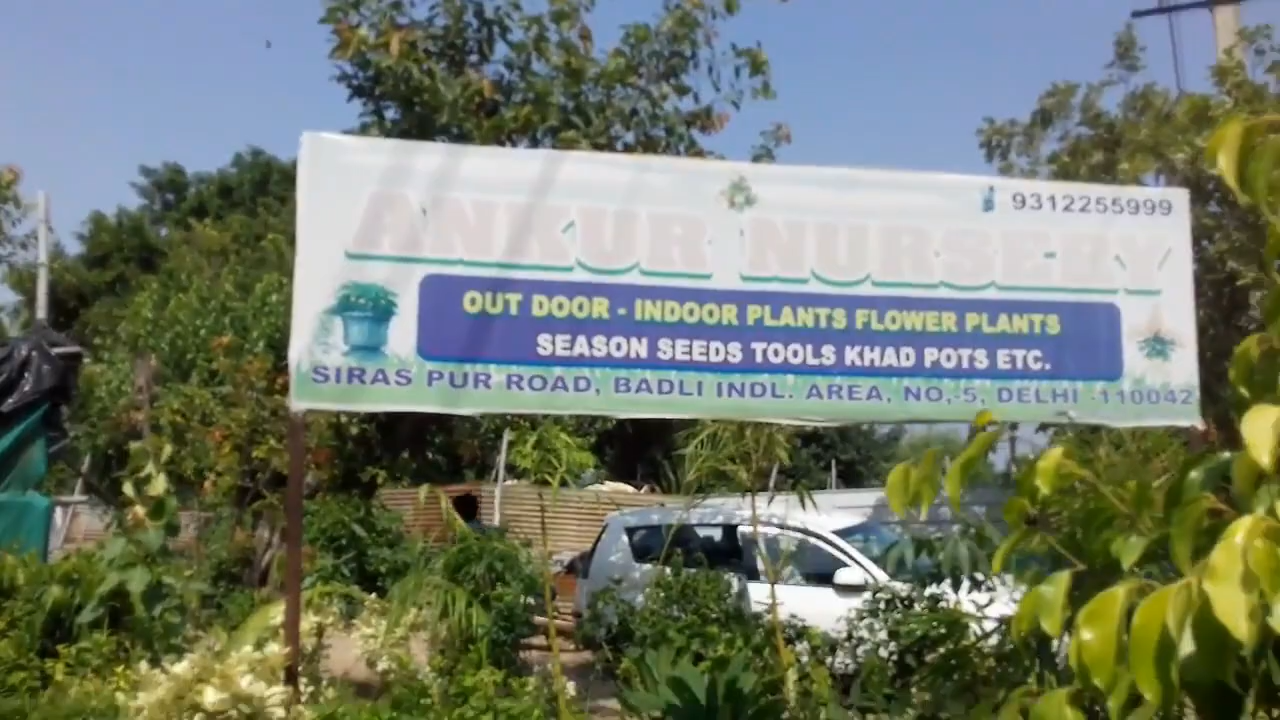 9312255999
ANKUR NURSERY
OUT DOOR - INDOOR PLANTS FLOWER PLANTS
SEASON SEEDS TOOLS KHAD POTS ETC.
SIRAS PUR ROAD, BADLI INDL. AREA, NO,-5, DELHI -110042